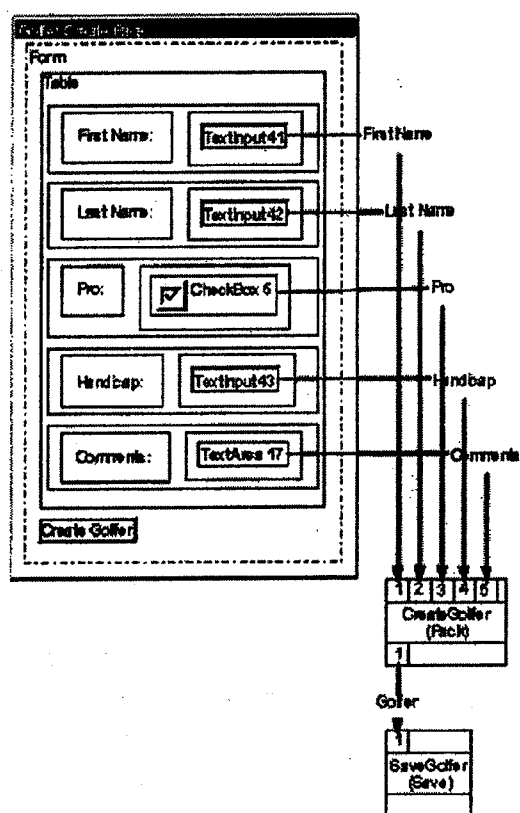 Form
Table
First Name: TextInput41 FirstName
Last Name: TextInput42 Last Name
Pro: CheckBox 6 Pro
Handicap: TextInput43 Handicap
Comments: TextArea 17 Comments
Create Golfer
1 2 3 4 5
CreateGolfer
(Pack)
1
Golfer
1
SaveGolfer
(Save)